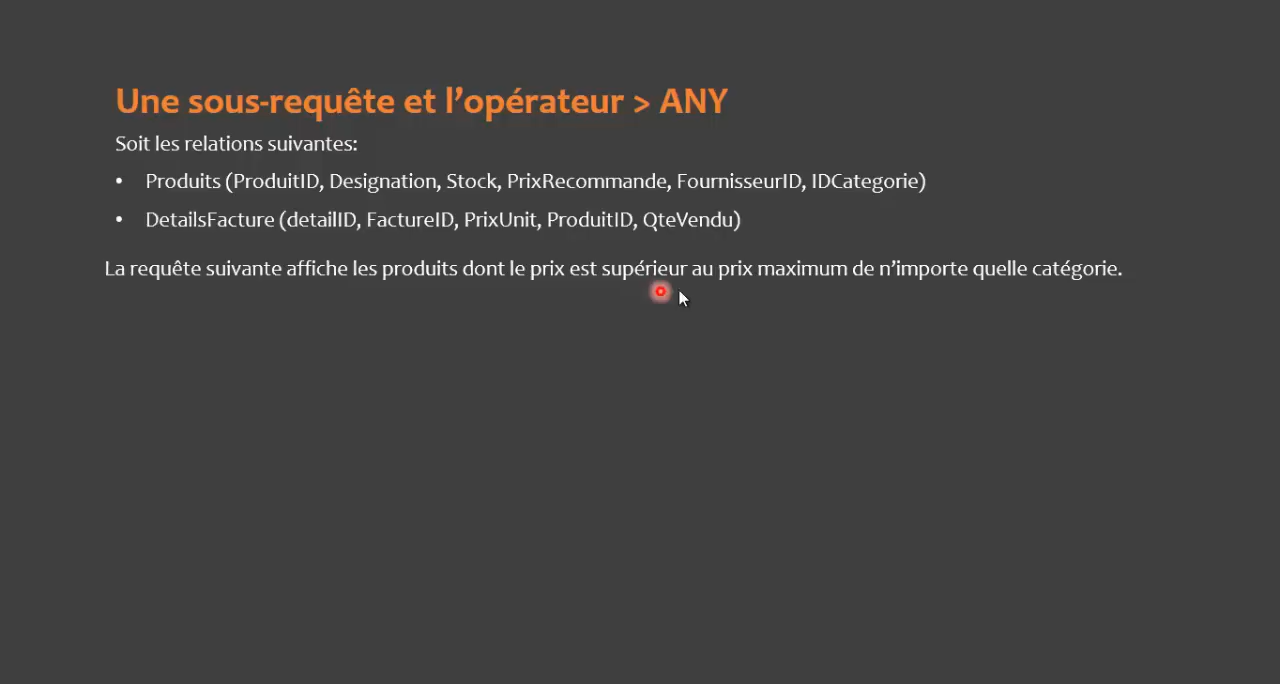 Une sous-requête et l’opérateur > ANY
Soit les relations suivantes:
• Produits (ProduitID, Designation, Stock, PrixRecommande, FournisseurID, IDCategorie)
• DetailsFacture (detailID, FactureID, PrixUnit, ProduitID, QteVendu)
La requête suivante affiche les produits dont le prix est supérieur au prix maximum de n’importe quelle catégorie.